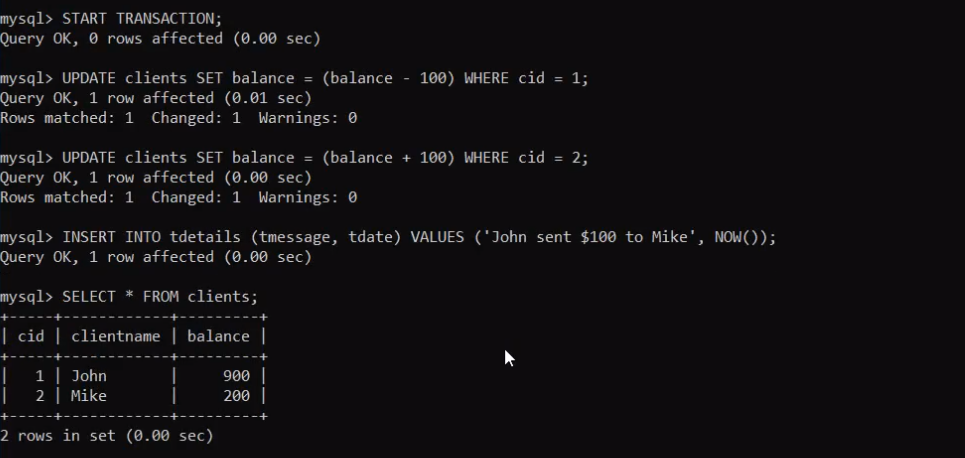 mysql> START TRANSACTION;
Query OK, 0 rows affected (0.00 sec)
mysql> UPDATE clients SET balance = (balance - 100) WHERE cid = 1;
Query OK, 1 row affected (0.01 sec)
Rows matched: 1  Changed: 1  Warnings: 0
mysql> UPDATE clients SET balance = (balance + 100) WHERE cid = 2;
Query OK, 1 row affected (0.00 sec)
Rows matched: 1  Changed: 1  Warnings: 0
mysql> INSERT INTO tdetails (tmessage, tdate) VALUES ('John sent $100 to Mike', NOW());
Query OK, 1 row affected (0.00 sec)
mysql> SELECT * FROM clients;
+-----+------------+---------+
| cid | clientname | balance |
+-----+------------+---------+
|   1 | John       |     900 |
|   2 | Mike       |     200 |
+-----+------------+---------+
2 rows in set (0.00 sec)